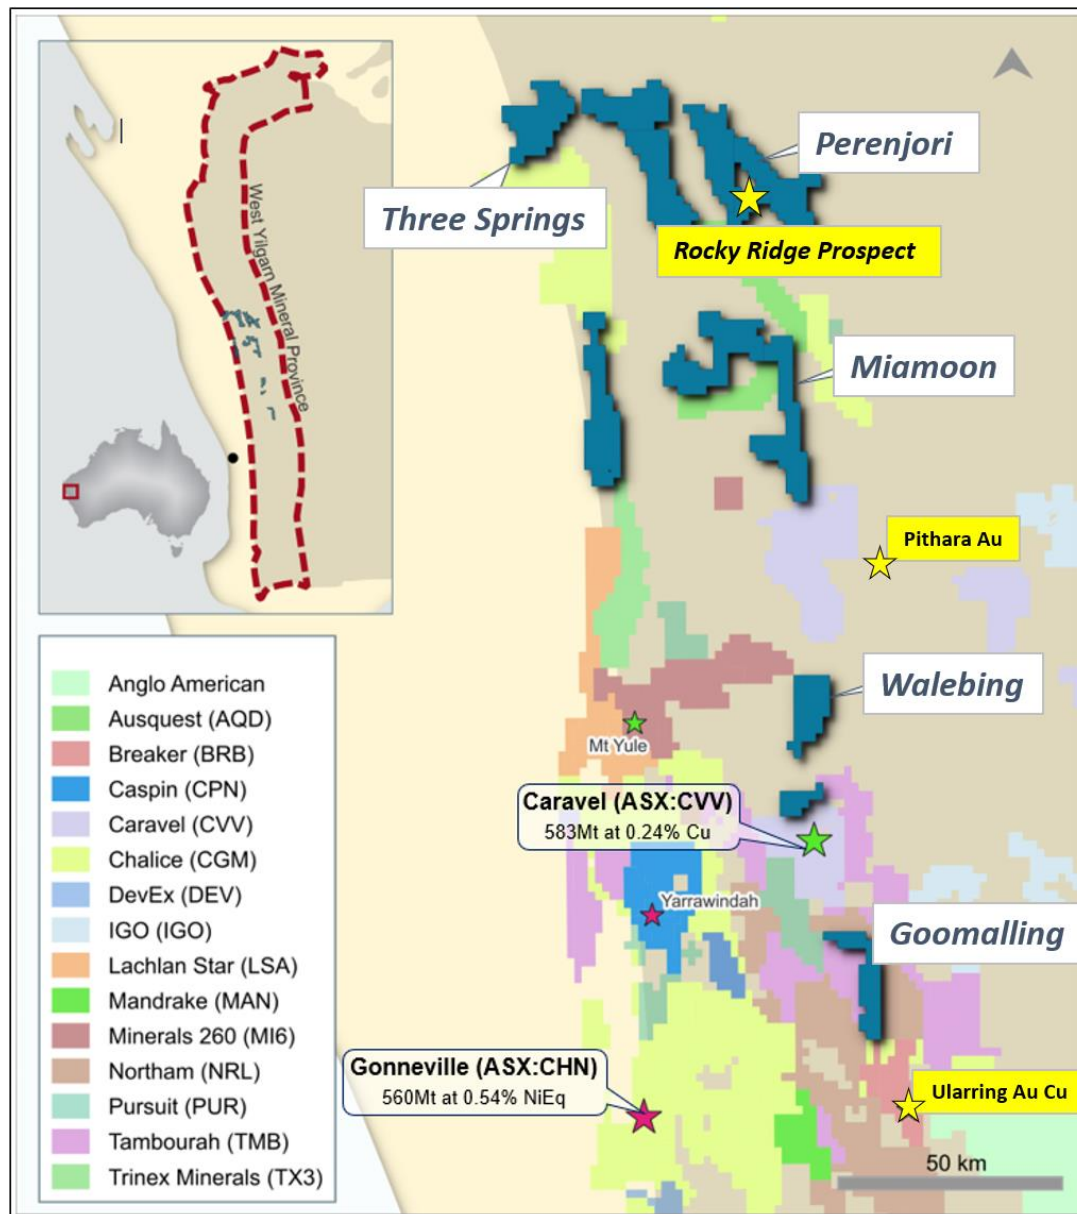 West Yilgarn Mineral Province
Perenjori
Three Springs
Rocky Ridge Prospect
Miamoon
Pithara Au
Walebing
Mt Yule
Caravel (ASX:CVV)
583Mt at 0.24% Cu
Yarrawindah
Goomalling
Gonneville (ASX:CHN)
560Mt at 0.54% NiEq
Ularring Au Cu
50 km
Anglo American
Ausquest (AQD)
Breaker (BRB)
Caspin (CPN)
Caravel (CVV)
Chalice (CGM)
DevEx (DEV)
IGO (IGO)
Lachlan Star (LSA)
Mandrake (MAN)
Minerals 260 (MI6)
Northam (NRL)
Pursuit (PUR)
Tambourah (TMB)
Trinex Minerals (TX3)